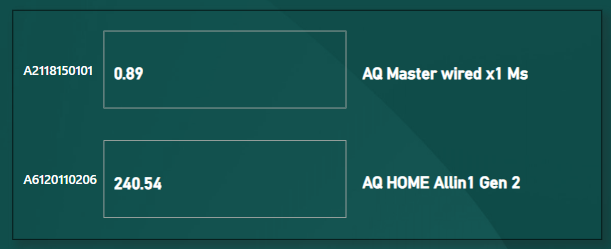 A2118150101 0.89 AQ Master wired x1 Ms
A6120110206 240.54 AQ HOME Allin1 Gen 2